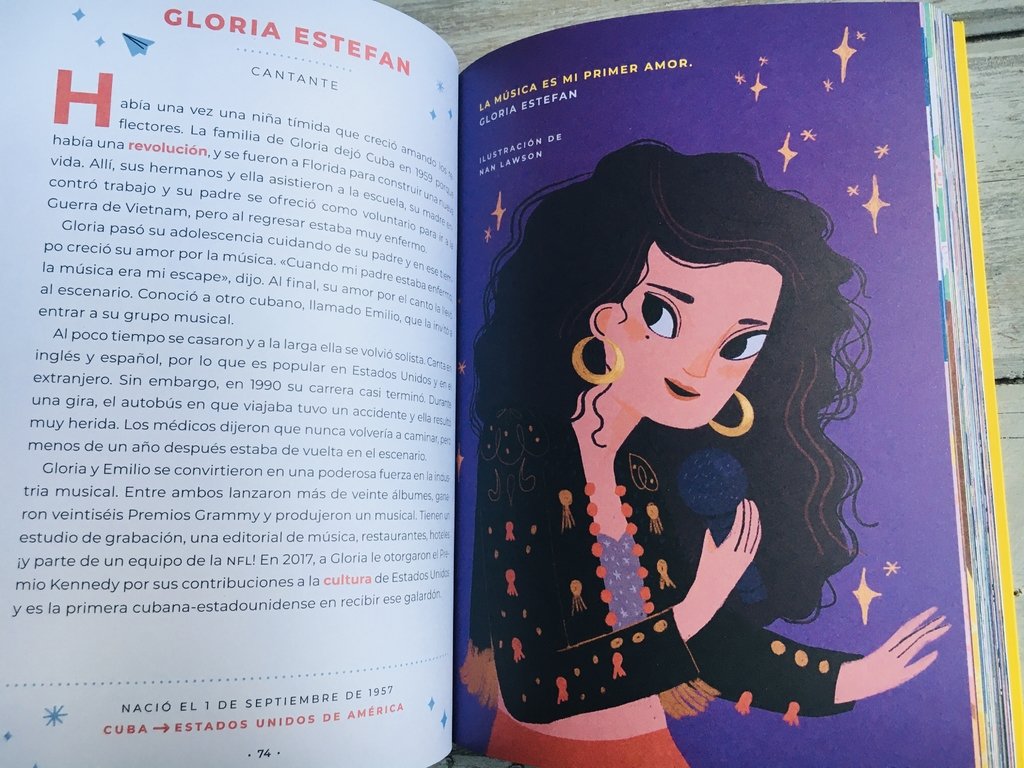 GLORIA ESTEFAN
CANTANTE
Había una vez una niña tímida que creció amando los re-
flectores. La familia de Gloria dejó Cuba en 1959 porque
había una revolución, y se fueron a Florida para construir una nueva
vida. Allí, sus hermanos y ella asistieron a la escuela, su madre en-
contró trabajo y su padre se ofreció como voluntario para ir a la
Guerra de Vietnam, pero al regresar estaba muy enfermo.
Gloria pasó su adolescencia cuidando de su padre y en ese tiem-
po creció su amor por la música. «Cuando mi padre estaba enfermo,
la música era mi escape», dijo. Al final, su amor por el canto la llevó
al escenario. Conoció a otro cubano, llamado Emilio, que la invitó a
entrar a su grupo musical.
Al poco tiempo se casaron y a la larga ella se volvió solista. Canta en
inglés y español, por lo que es popular en Estados Unidos y en el
extranjero. Sin embargo, en 1990 su carrera casi terminó. Durante
una gira, el autobús en que viajaba tuvo un accidente y ella resultó
muy herida. Los médicos dijeron que nunca volvería a caminar, pero
menos de un año después estaba de vuelta en el escenario.
Gloria y Emilio se convirtieron en una poderosa fuerza en la indus-
tria musical. Entre ambos lanzaron más de veinte álbumes, gana-
ron veintiséis Premios Grammy y produjeron un musical. Tienen un
estudio de grabación, una editorial de música, restaurantes, hoteles
¡y parte de un equipo de la NFL! En 2017, a Gloria le otorgaron el Pre-
mio Kennedy por sus contribuciones a la cultura de Estados Unidos
y es la primera cubana-estadounidense en recibir ese galardón.
NACIÓ EL 1 DE SEPTIEMBRE DE 1957
CUBA → ESTADOS UNIDOS DE AMÉRICA
· 74 ·
LA MÚSICA ES MI PRIMER AMOR.
GLORIA ESTEFAN
ILUSTRACIÓN DE
NAN LAWSON